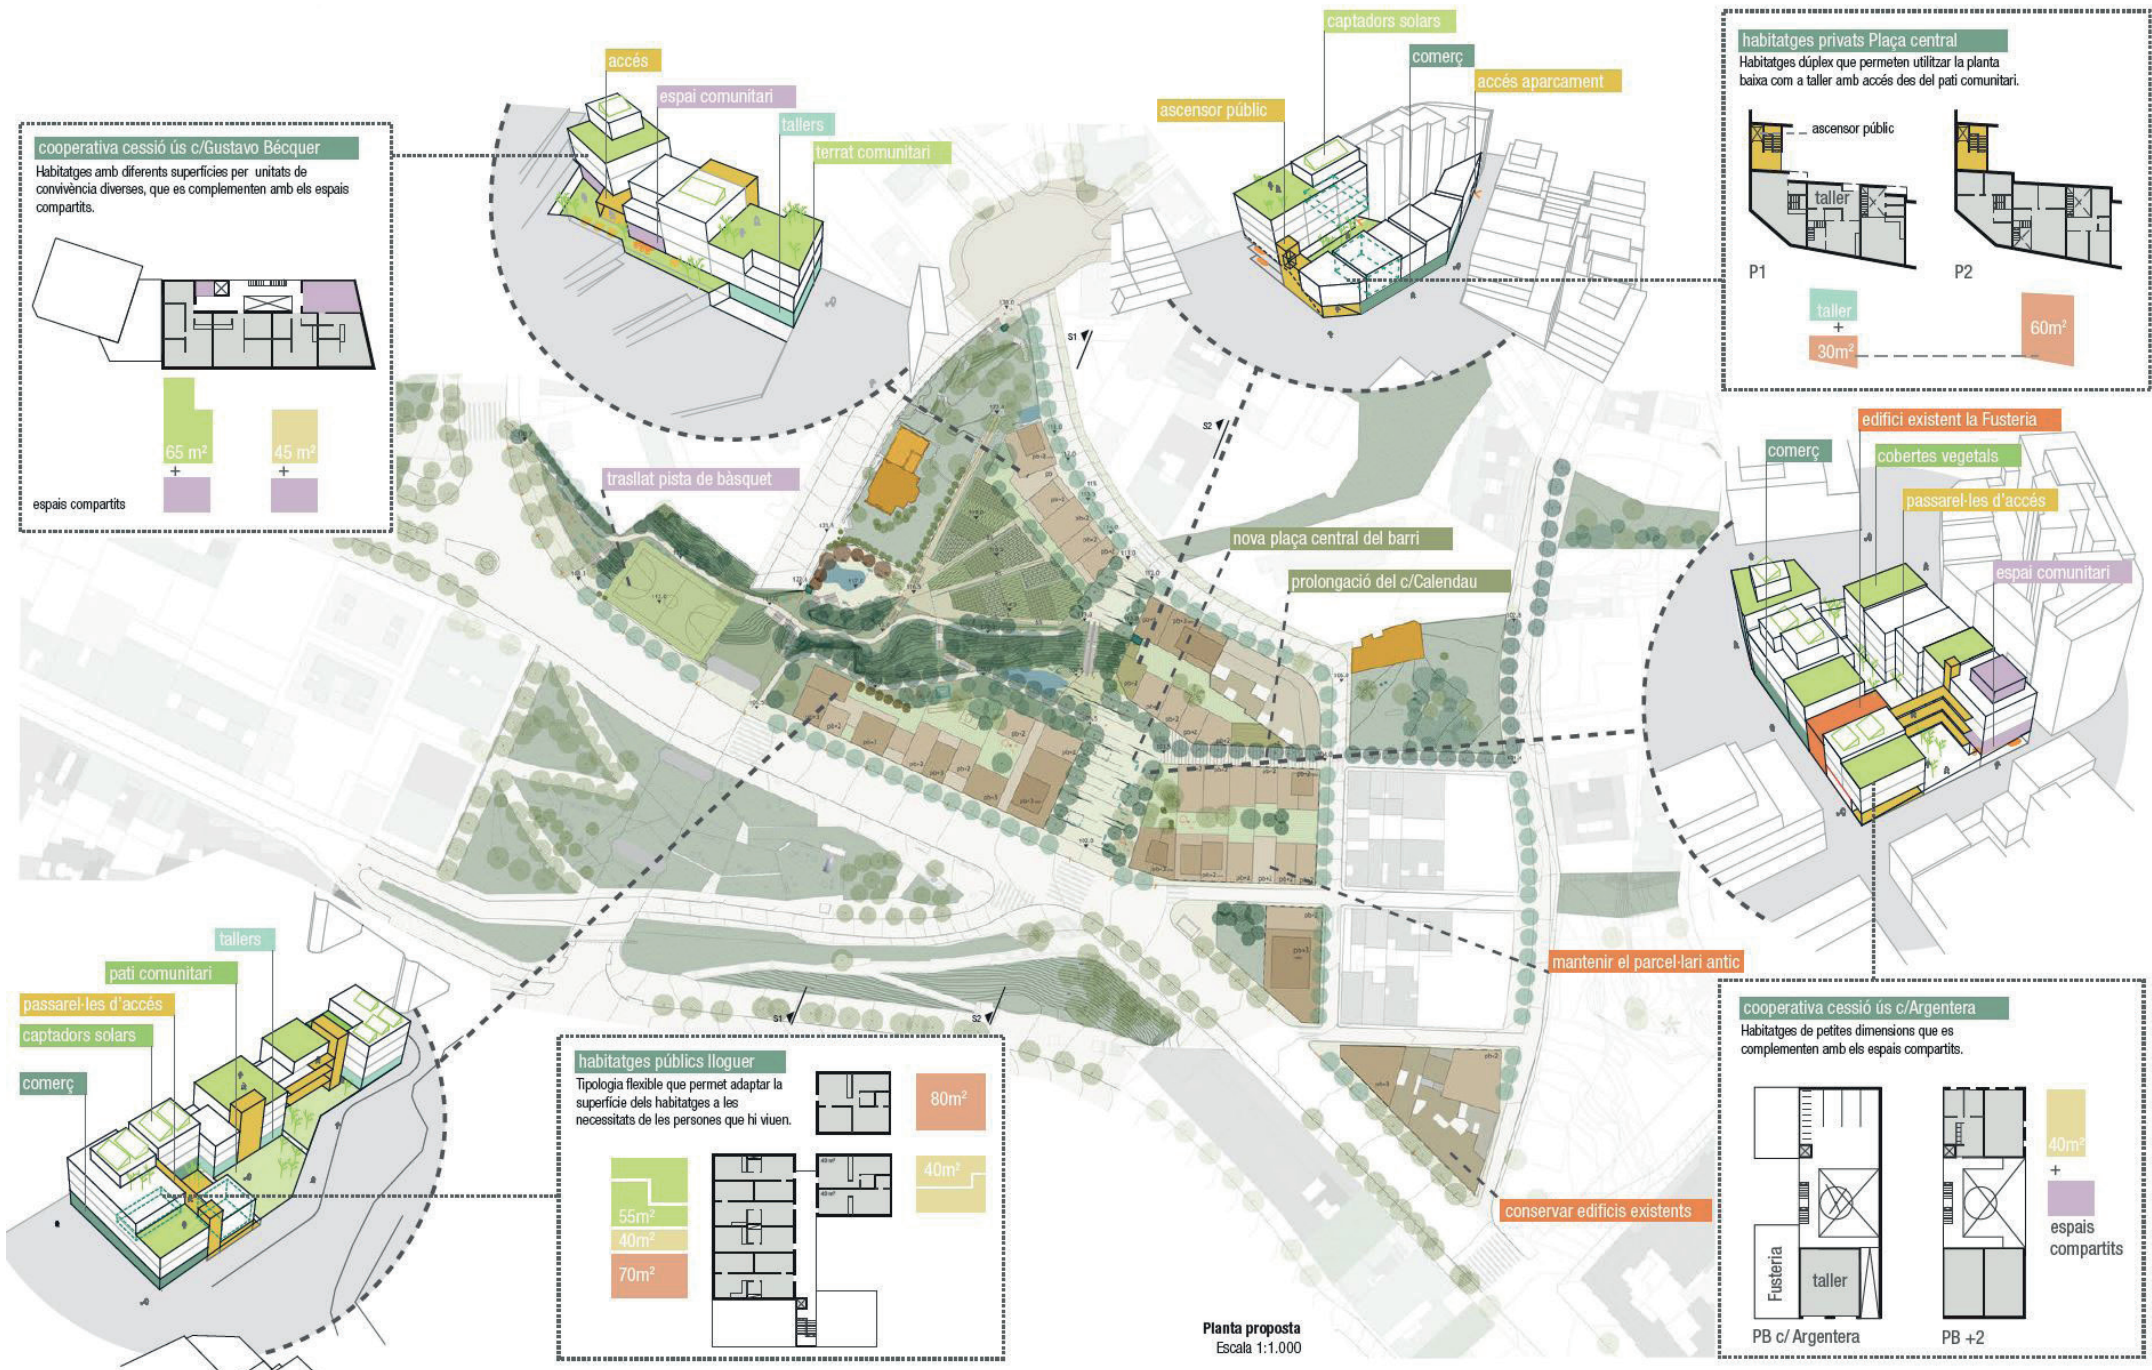 cooperativa cessió ús c/Gustavo Bécquer
Habitatges amb diferents superfícies per unitats de
convivència diverses, que es complementen amb els espais
compartits.
65 m²
+
45 m²
+
espais compartits
accés
espai comunitari
tallers
terrat comunitari
captadors solars
comerç
accés aparcament
ascensor públic
habitatges privats Plaça central
Habitatges dúplex que permeten utilitzar la planta
baixa com a taller amb accés des del pati comunitari.
ascensor públic
taller
P1
P2
taller
+
30m²
60m²
S1
S2
trasllat pista de bàsquet
nova plaça central del barri
prolongació del c/Calendau
edifici existent la Fusteria
comerç
cobertes vegetals
passarel·les d'accés
espai comunitari
mantenir el parcel·lari antic
conservar edificis existents
tallers
pati comunitari
passarel·les d'accés
captadors solars
comerç
S1
S2
habitatges públics lloguer
Tipologia flexible que permet adaptar la
superfície dels habitatges a les
necessitats de les persones que hi viuen.
80m²
40m²
55m²
40m²
70m²
40 m²
40 m²
Planta proposta
Escala 1:1.000
cooperativa cessió ús c/Argentera
Habitatges de petites dimensions que es
complementen amb els espais compartits.
40m²
+
espais
compartits
Fusteria
taller
PB c/ Argentera
PB +2